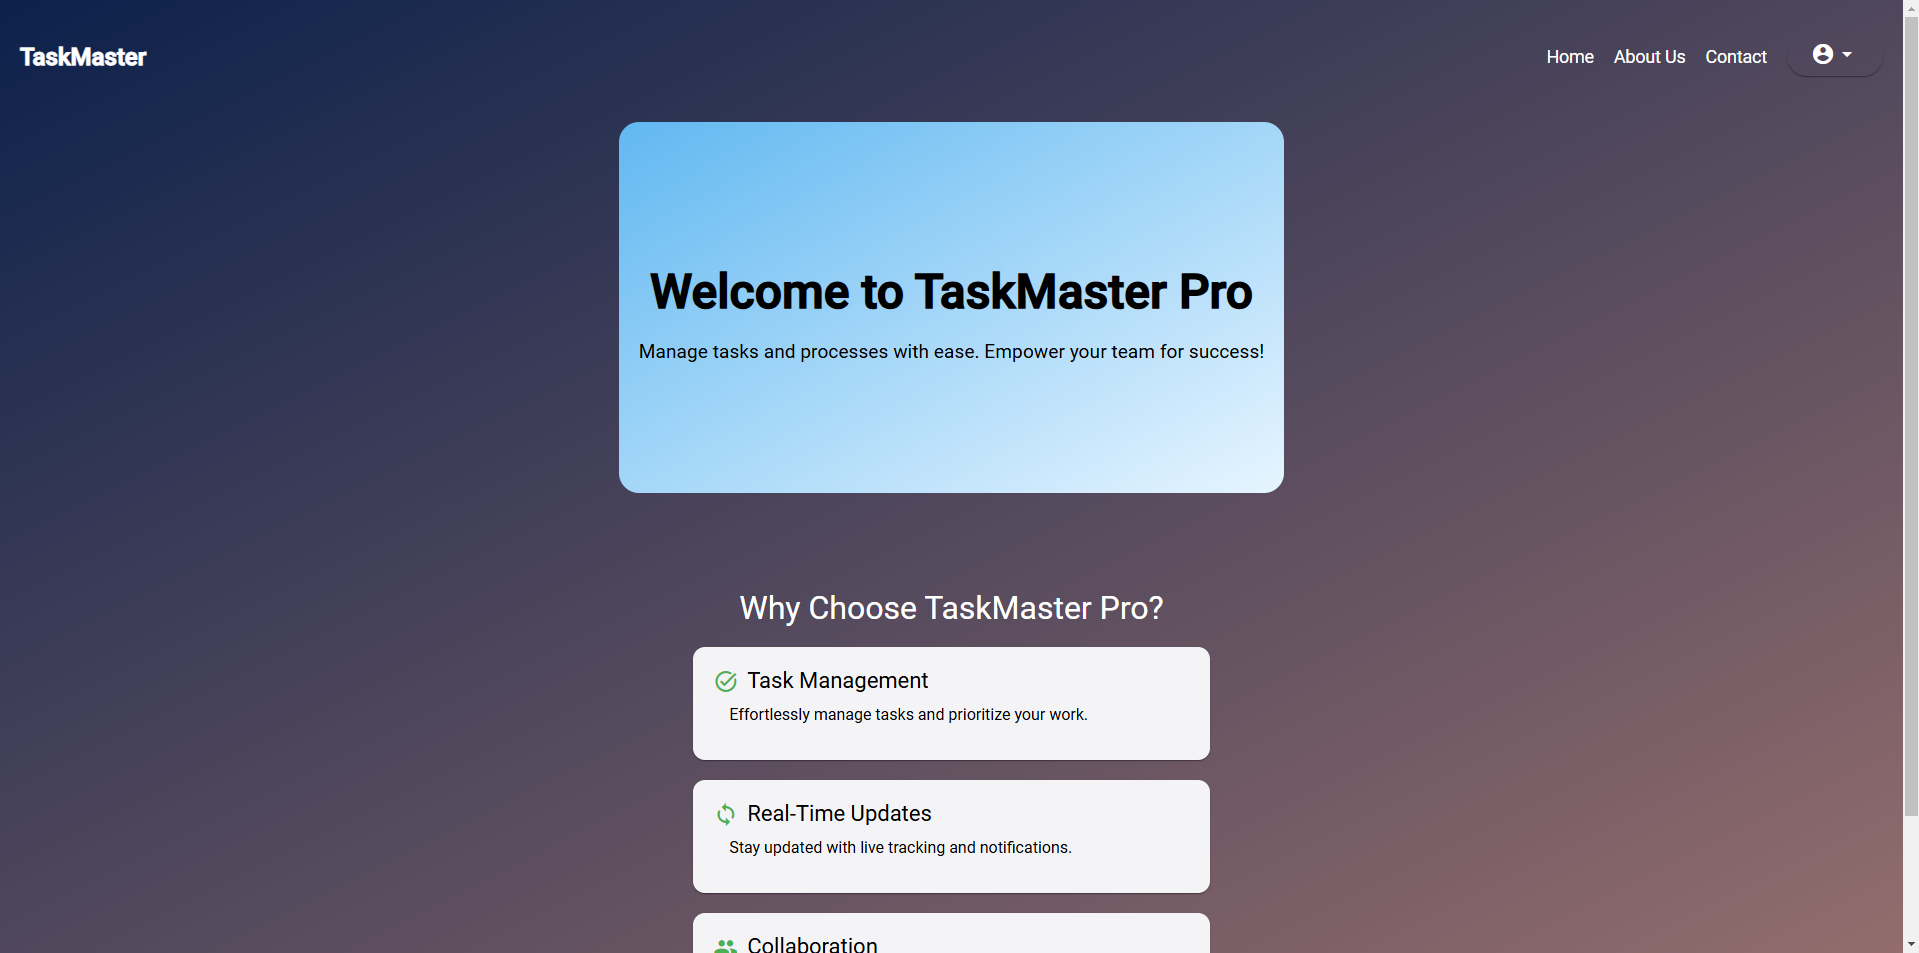 TaskMaster
Home About Us Contact
Welcome to TaskMaster Pro
Manage tasks and processes with ease. Empower your team for success!
Why Choose TaskMaster Pro?
Task Management
Effortlessly manage tasks and prioritize your work.
Real-Time Updates
Stay updated with live tracking and notifications.
Collaboration